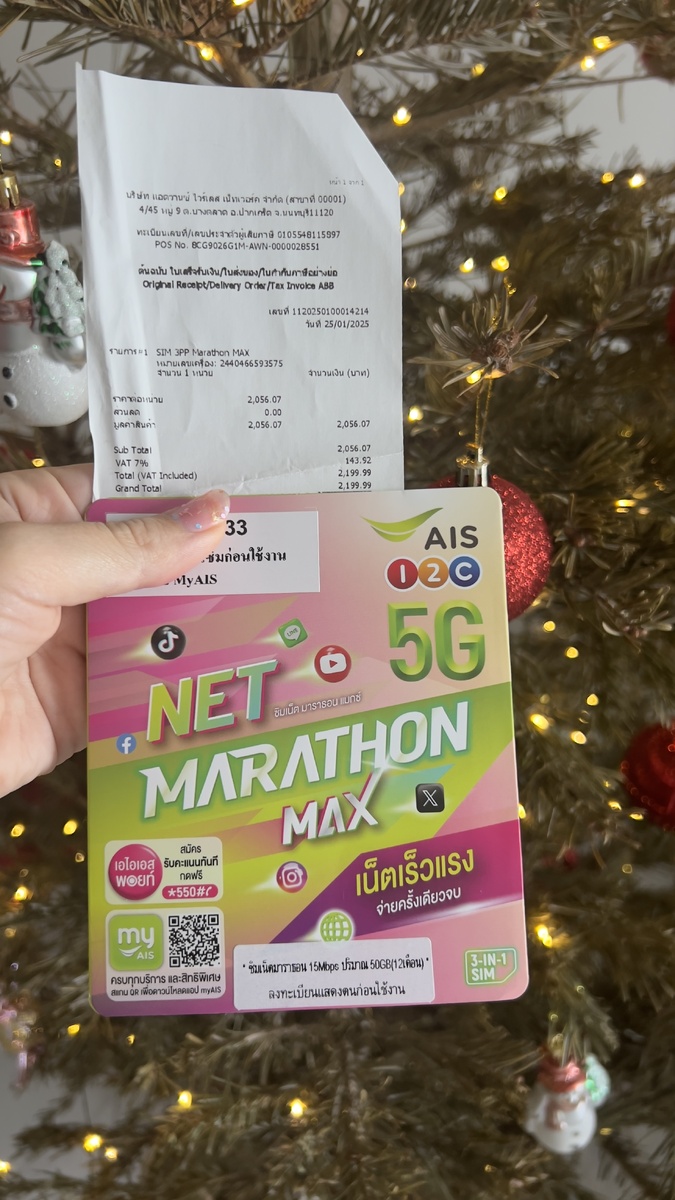 หน้า 1 จาก 1
บริษัท แอดวานซ์ ไวร์เลส เน็ทเวอร์ค จำกัด (สาขาที่ 00001)
4/45 หมู่ 9 ต.บางตลาด อ.ปากเกร็ด จ.นนทบุรี11120
ทะเบียนเลขที่/เลขประจำตัวผู้เสียภาษี 0105548115897
POS No. BCG9026G1M-AWN-0000028551
ต้นฉบับ ใบเสร็จรับเงิน/ใบส่งของ/ใบกำกับภาษีอย่างย่อ
Original Receipt/Delivery Order/Tax Invoice ABB
เลขที่ 1120250100014214
วันที่ 25/01/2025
รายการ#1 SIM 3PP Marathon MAX
หมายเลขเครื่อง: 2440466593575
จำนวน 1 หน่วย จำนวนเงิน (บาท)
ราคาต่อหน่วย 2,056.07
ส่วนลด 0.00
มูลค่าสินค้า 2,056.07 2,056.07
Sub Total 2,056.07
VAT 7% 143.92
Total (VAT Included) 2,199.99
Grand Total 2,199.99
33
ซิมก่อนใช้งาน
MyAIS
AIS
12C
5G
LINE
NET
ซิมเน็ต มาราธอน แมกซ์
MARATHON
MAX
เอไอเอส
พอยท์
สมัคร
รับคะแนนทันที
กดฟรี
*550#
เน็ตเร็วแรง
จ่ายครั้งเดียวจบ
my
AIS
ครบทุกบริการ และสิทธิพิเศษ
สแกน QR เพื่อดาวน์โหลดแอป myAIS
* ซิมเน็ตมาราธอน 15Mbps ปริมาณ 50GB(12เดือน) *
ลงทะเบียนแสดงตนก่อนใช้งาน
3-IN-1
SIM